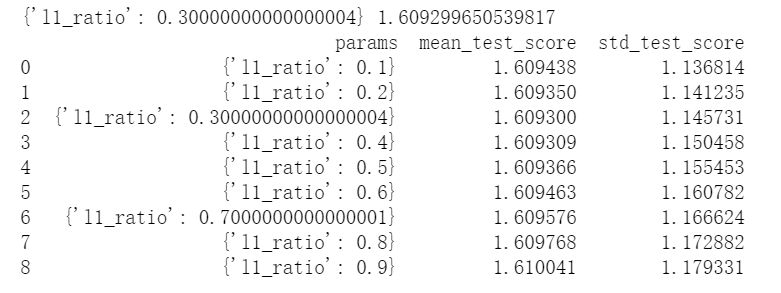 {'l1_ratio': 0.30000000000000004} 1.609299650539817
params mean_test_score std_test_score
0 {'l1_ratio': 0.1} 1.609438 1.136814
1 {'l1_ratio': 0.2} 1.609350 1.141235
2 {'l1_ratio': 0.30000000000000004} 1.609300 1.145731
3 {'l1_ratio': 0.4} 1.609309 1.150458
4 {'l1_ratio': 0.5} 1.609366 1.155453
5 {'l1_ratio': 0.6} 1.609463 1.160782
6 {'l1_ratio': 0.7000000000000001} 1.609576 1.166624
7 {'l1_ratio': 0.8} 1.609768 1.172882
8 {'l1_ratio': 0.9} 1.610041 1.179331